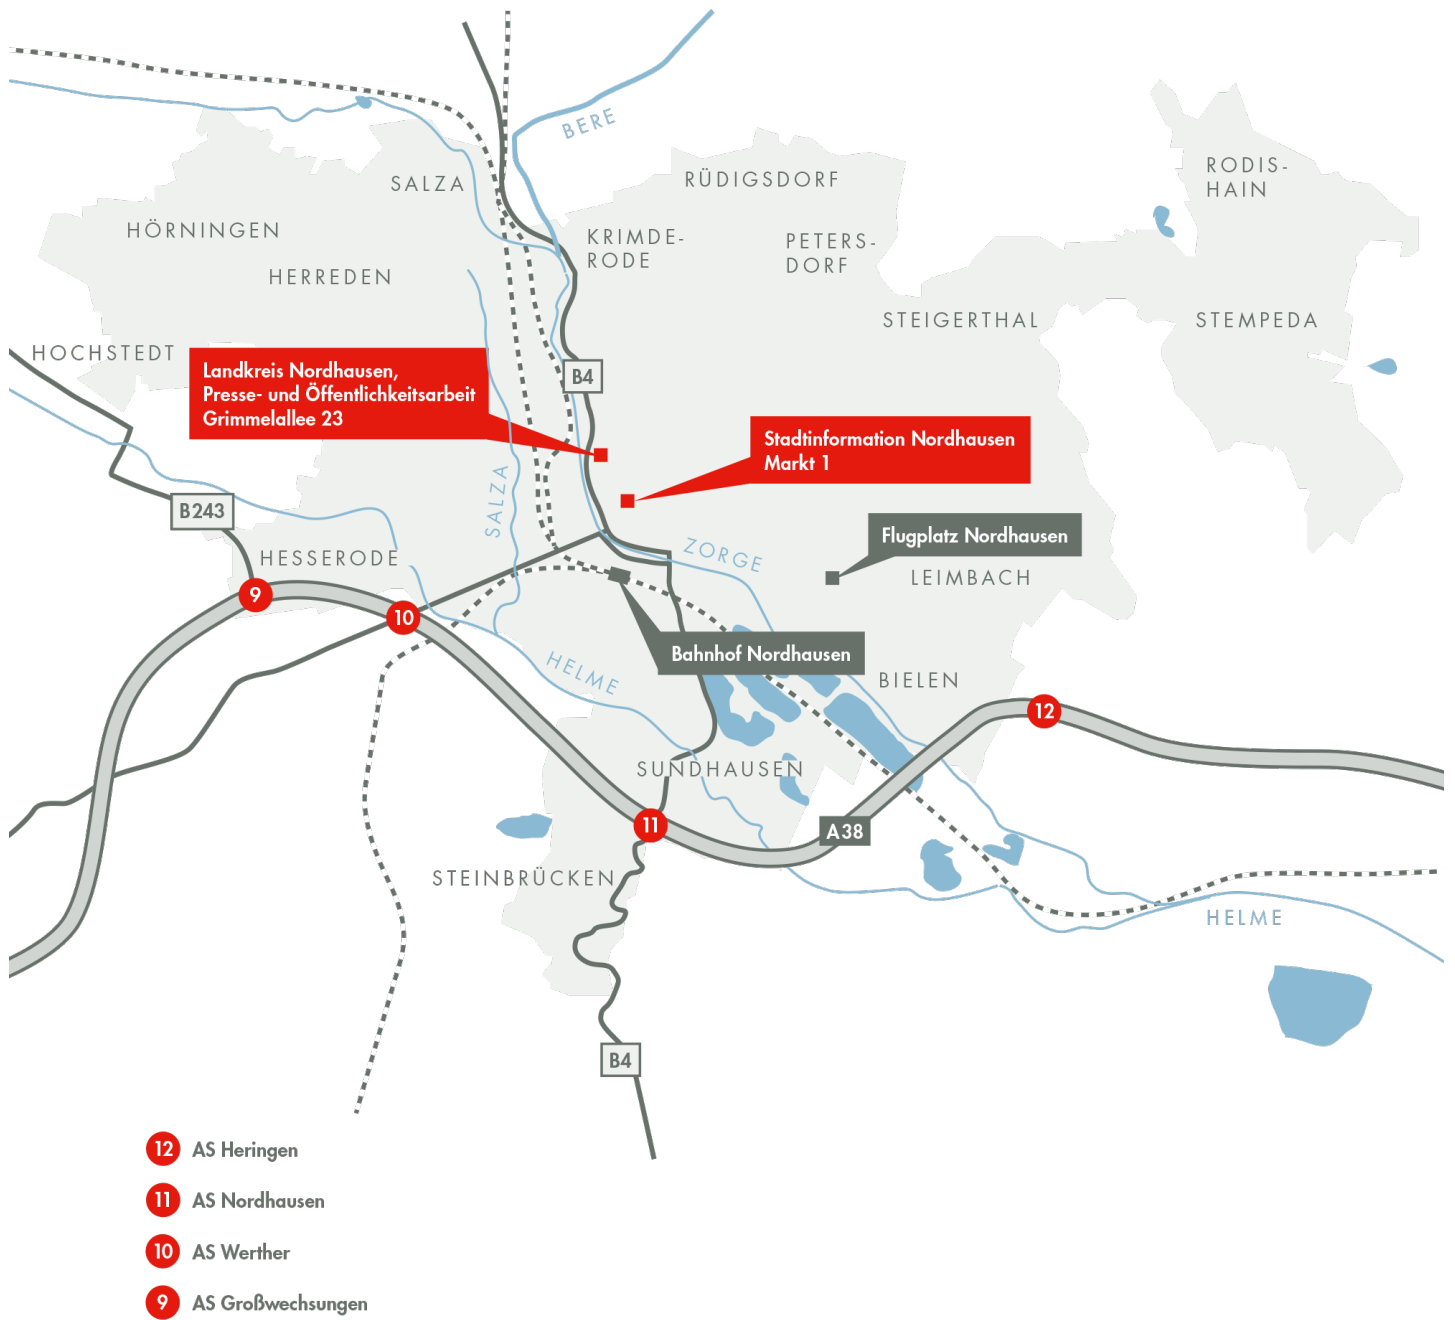 BERE
RODIS-
HAIN
SALZA
RÜDIGSDORF
HÖRNINGEN
KRIMDE-
RODE
PETERS-
DORF
HERREDEN
STEIGERTHAL
STEMPEDA
HOCHSTEDT
Landkreis Nordhausen,
Presse- und Öffentlichkeitsarbeit
Grimmelallee 23
B4
Stadtinformation Nordhausen
Markt 1
SALZA
B243
Flugplatz Nordhausen
HESSERODE
ZORGE
LEIMBACH
9
10
Bahnhof Nordhausen
HELME
BIELEN
12
SUNDHAUSEN
11
A38
STEINBRÜCKEN
HELME
B4
12 AS Heringen
11 AS Nordhausen
10 AS Werther
9 AS Großwechsungen